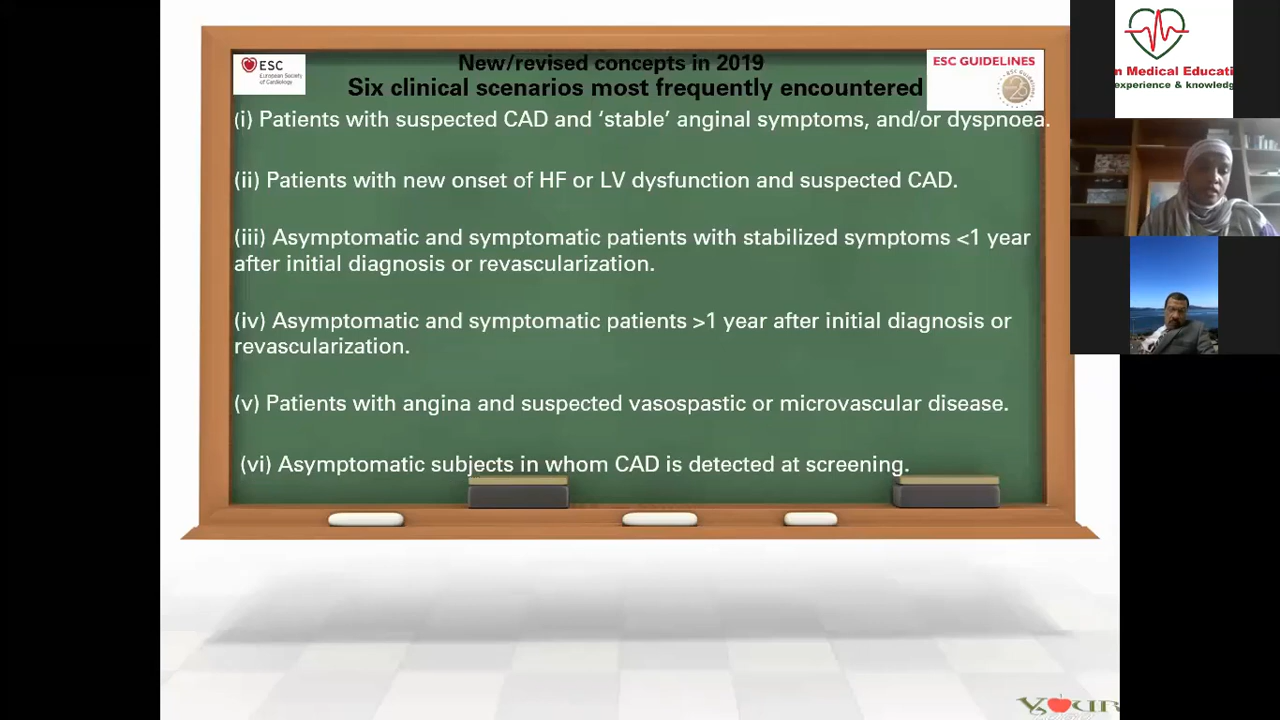 New/revised concepts in 2019
Six clinical scenarios most frequently encountered
ESC
European Society
of Cardiology
ESC GUIDELINES
(i) Patients with suspected CAD and ‘stable’ anginal symptoms, and/or dyspnoea.
(ii) Patients with new onset of HF or LV dysfunction and suspected CAD.
(iii) Asymptomatic and symptomatic patients with stabilized symptoms <1 year
after initial diagnosis or revascularization.
(iv) Asymptomatic and symptomatic patients >1 year after initial diagnosis or
revascularization.
(v) Patients with angina and suspected vasospastic or microvascular disease.
(vi) Asymptomatic subjects in whom CAD is detected at screening.
n Medical Educati
experience & knowledg
YOUR